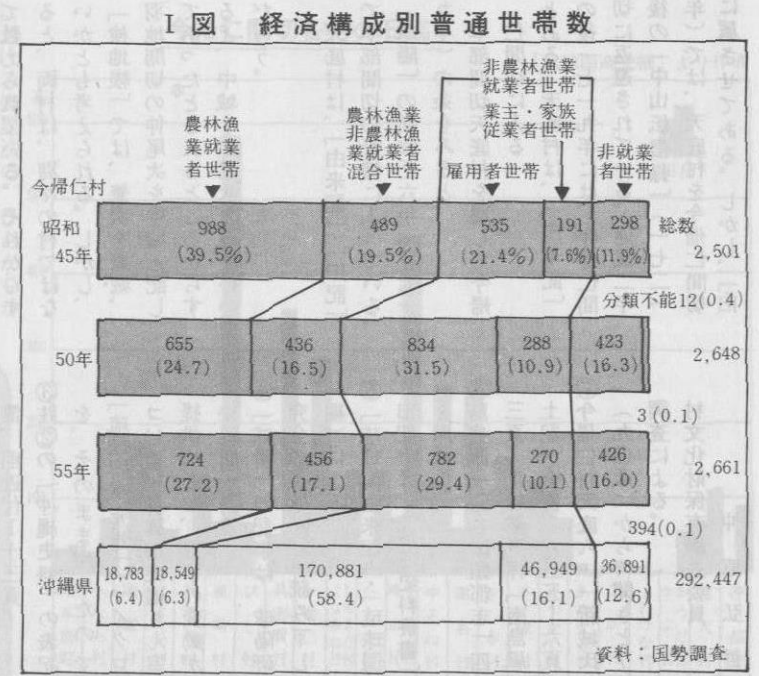 I 図 経済構成別普通世帯数
非農林漁業
就業者世帯
農林漁
業就業
者世帯
農林漁業
非農林漁
業就業者
混合世帯
雇用者世帯
業主・家族
従業者世帯
非就業
者世帯
今帰仁村
昭和
45年
988
(39.5%)
489
(19.5%)
535
(21.4%)
191
(7.6%)
298
(11.9%)
総数
2,501
分類不能12(0.4)
50年
655
(24.7)
436
(16.5)
834
(31.5)
288
(10.9)
423
(16.3)
2,648
3(0.1)
55年
724
(27.2)
456
(17.1)
782
(29.4)
270
(10.1)
426
(16.0)
2,661
394(0.1)
沖縄県
18,783
(6.4)
18,549
(6.3)
170,881
(58.4)
46,949
(16.1)
36,891
(12.6)
292,447
資料：国勢調査